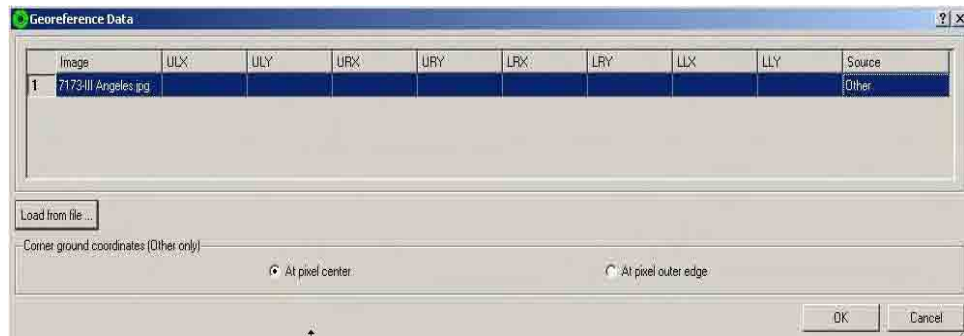 Georeference Data ? X
Image ULX ULY URX URY LRX LRY LLX LLY Source
1 7173-III Angeles.jpg Other
Load from file ...
Corner ground coordinates (Other only)
At pixel center At pixel outer edge
OK Cancel